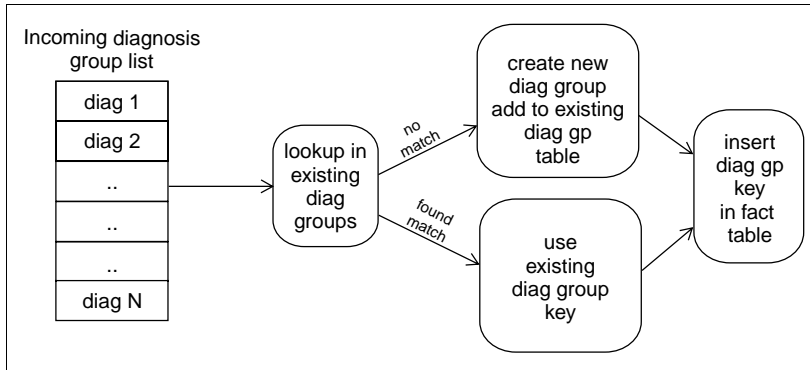 Incoming diagnosis
group list
diag 1
diag 2
..
..
..
diag N
lookup in
existing
diag
groups
no
match
found
match
create new
diag group
add to existing
diag gp
table
use
existing
diag group
key
insert
diag gp
key
in fact
table